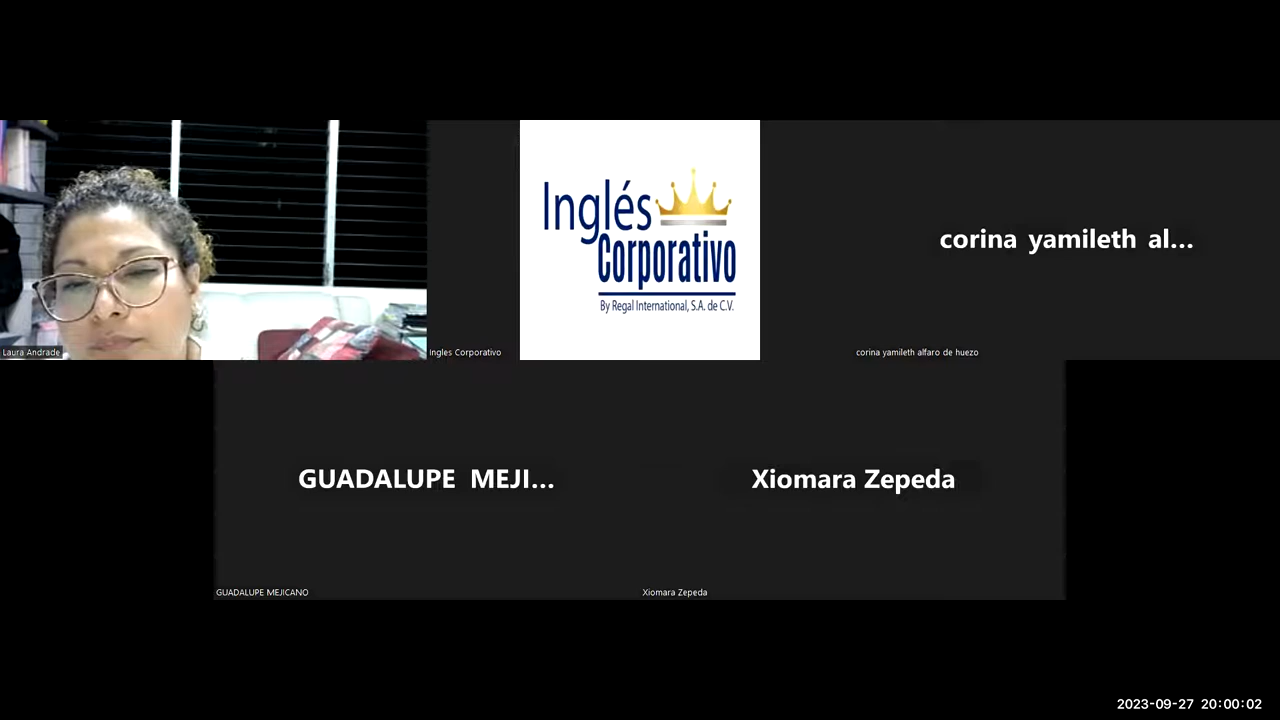 Inglés
Corporativo
By Regal International, S.A. de C.V.
corina yamileth al...
Laura Andrade
Ingles Corporativo
corina yamileth alfaro de huezo
GUADALUPE MEJI...
Xiomara Zepeda
GUADALUPE MEJICANO
Xiomara Zepeda
2023-09-27 20:00:02